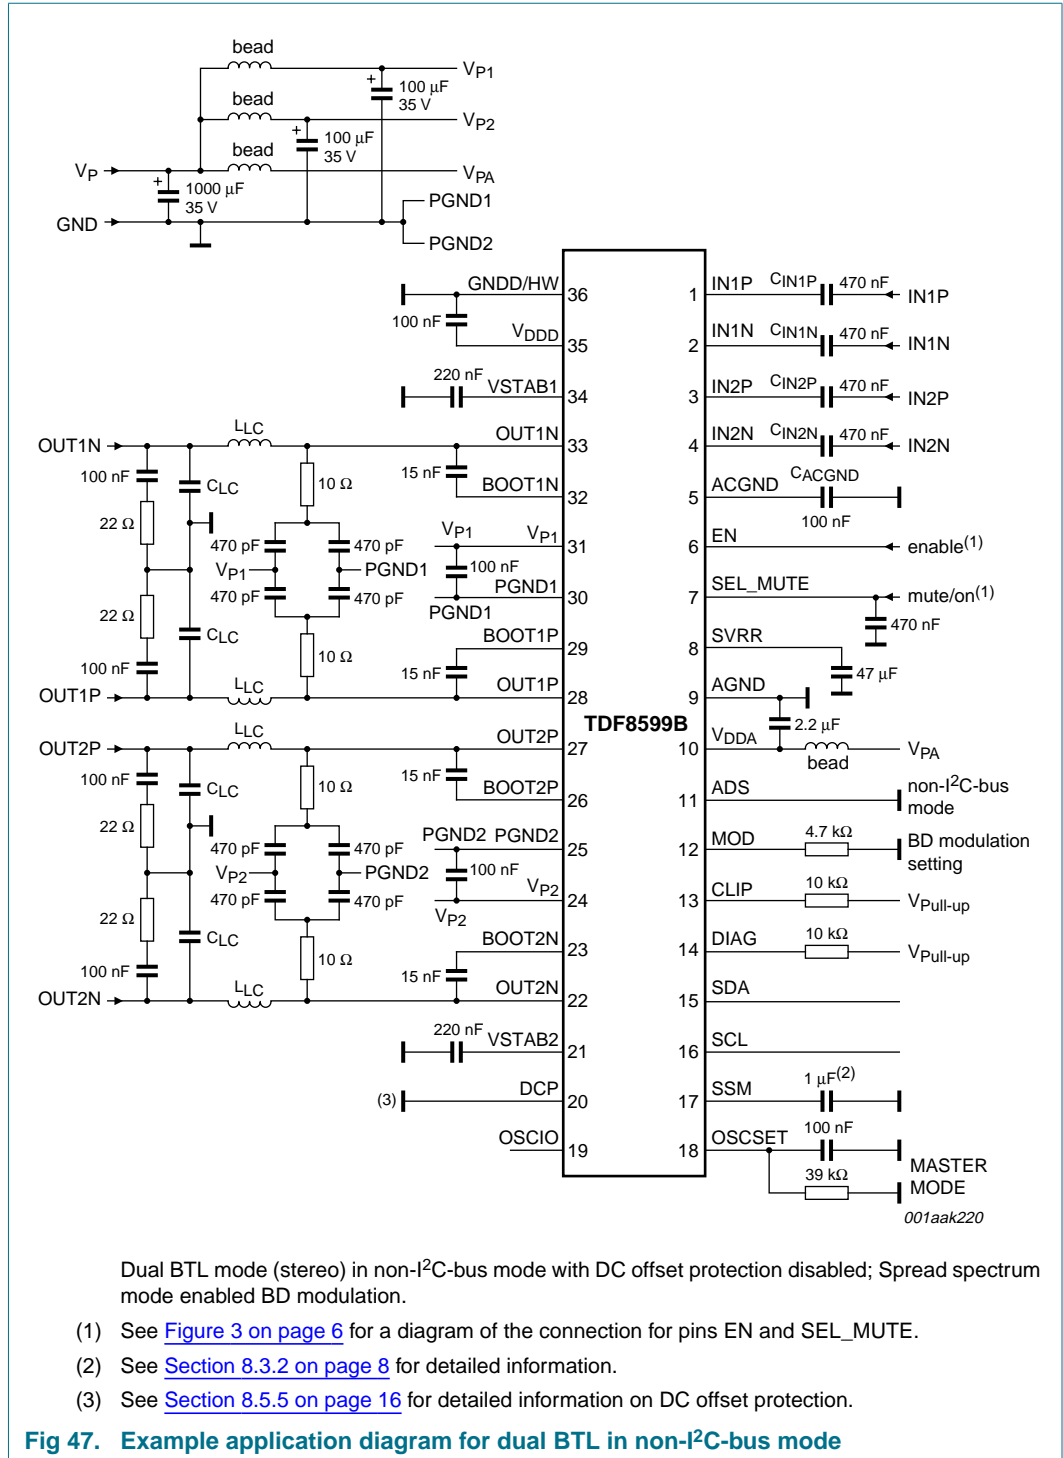 bead
VP1
100 µF
35 V
bead
VP2
100 µF
35 V
bead
VP
VPA
1000 µF
35 V
PGND1
GND
PGND2
GNDD/HW
36
100 nF
VDDD
35
220 nF
VSTAB1
34
OUT1N
LLC
OUT1N
33
100 nF
CLC
10 Ω
15 nF
BOOT1N
32
22 Ω
470 pF
470 pF
VP1
VP1
31
VP1
PGND1
100 nF
470 pF
470 pF
PGND1
30
PGND1
22 Ω
CLC
BOOT1P
29
10 Ω
100 nF
15 nF
OUT1P
LLC
OUT1P
28
TDF8599B
OUT2P
LLC
OUT2P
27
100 nF
CLC
10 Ω
15 nF
BOOT2P
26
22 Ω
470 pF
470 pF
PGND2
PGND2
25
VP2
PGND2
100 nF
470 pF
470 pF
VP2
24
VP2
22 Ω
CLC
BOOT2N
23
10 Ω
100 nF
15 nF
OUT2N
LLC
OUT2N
22
220 nF
VSTAB2
21
(3)
DCP
20
OSCIO
19
1
IN1P
CIN1P
470 nF
IN1P
2
IN1N
CIN1N
470 nF
IN1N
3
IN2P
CIN2P
470 nF
IN2P
4
IN2N
CIN2N
470 nF
IN2N
5
ACGND
CACGND
100 nF
6
EN
enable(1)
7
SEL_MUTE
mute/on(1)
470 nF
8
SVRR
47 µF
9
AGND
2.2 µF
10
VDDA
bead
VPA
11
ADS
non-I2C-bus
mode
12
MOD
4.7 kΩ
BD modulation
setting
13
CLIP
10 kΩ
VPull-up
14
DIAG
10 kΩ
VPull-up
15
SDA
16
SCL
17
SSM
1 µF(2)
18
OSCSET
100 nF
39 kΩ
MASTER
MODE
001aak220
Dual BTL mode (stereo) in non-I2C-bus mode with DC offset protection disabled; Spread spectrum
mode enabled BD modulation.
(1) See Figure 3 on page 6 for a diagram of the connection for pins EN and SEL_MUTE.
(2) See Section 8.3.2 on page 8 for detailed information.
(3) See Section 8.5.5 on page 16 for detailed information on DC offset protection.
Fig 47. Example application diagram for dual BTL in non-I2C-bus mode